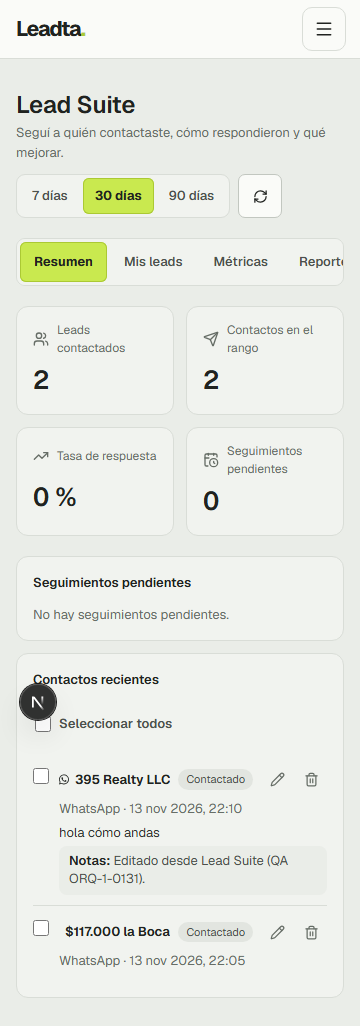 Leadta.
Lead Suite
Seguí a quién contactaste, cómo respondieron y qué
mejorar.
7 días 30 días 90 días
Resumen Mis leads Métricas Reporte
Leads
contactados
2
Contactos en el
rango
2
Tasa de respuesta
0 %
Seguimientos
pendientes
0
Seguimientos pendientes
No hay seguimientos pendientes.
Contactos recientes
N
Seleccionar todos
395 Realty LLC Contactado
WhatsApp · 13 nov 2026, 22:10
hola cómo andas
Notas: Editado desde Lead Suite (QA
ORQ-1-0131).
$117.000 la Boca Contactado
WhatsApp · 13 nov 2026, 22:05